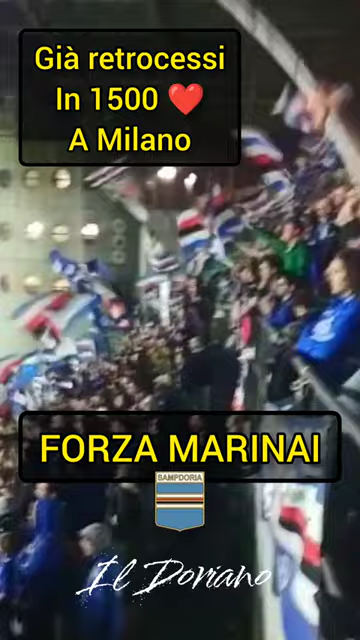 Già retrocessi
In 1500 ❤️
A Milano
FORZA MARINAI
SAMPDORIA
Il Doriano